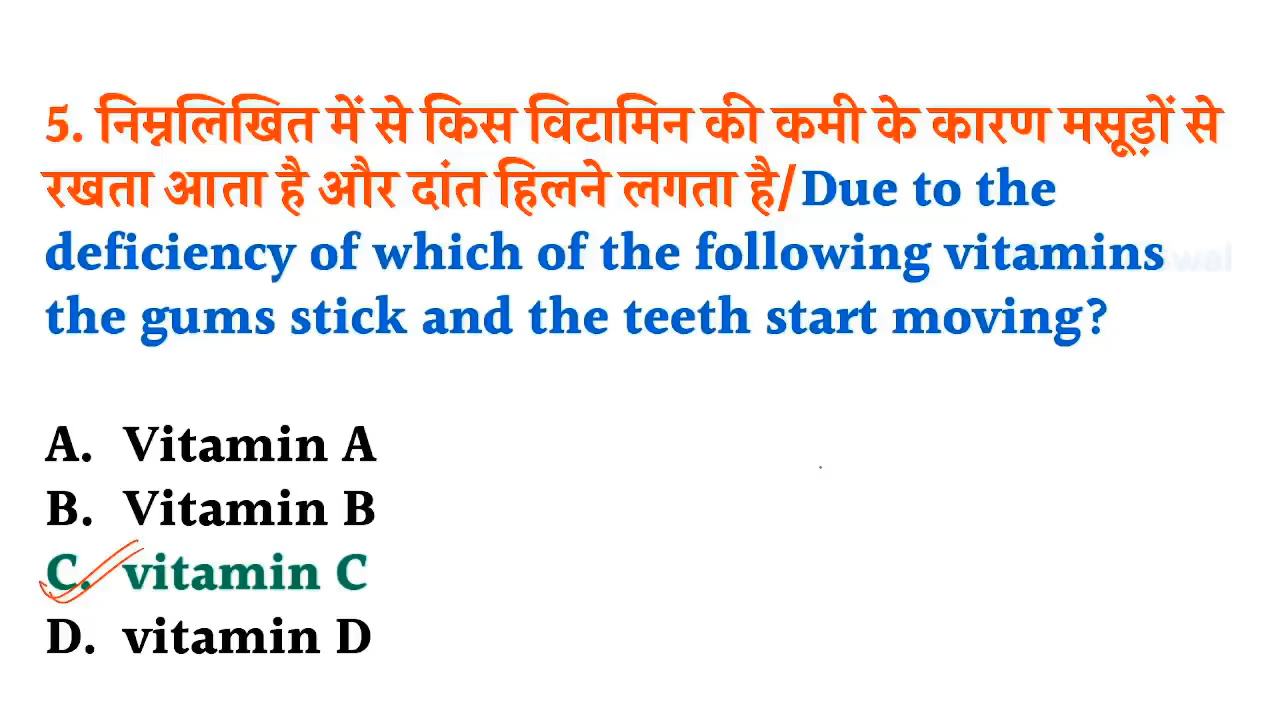 5. निम्नलिखित में से किस विटामिन की कमी के कारण मसूड़ों से
रखता आता है और दांत हिलने लगता है/Due to the
deficiency of which of the following vitamins
the gums stick and the teeth start moving?
A. Vitamin A
B. Vitamin B
C. vitamin C
D. vitamin D